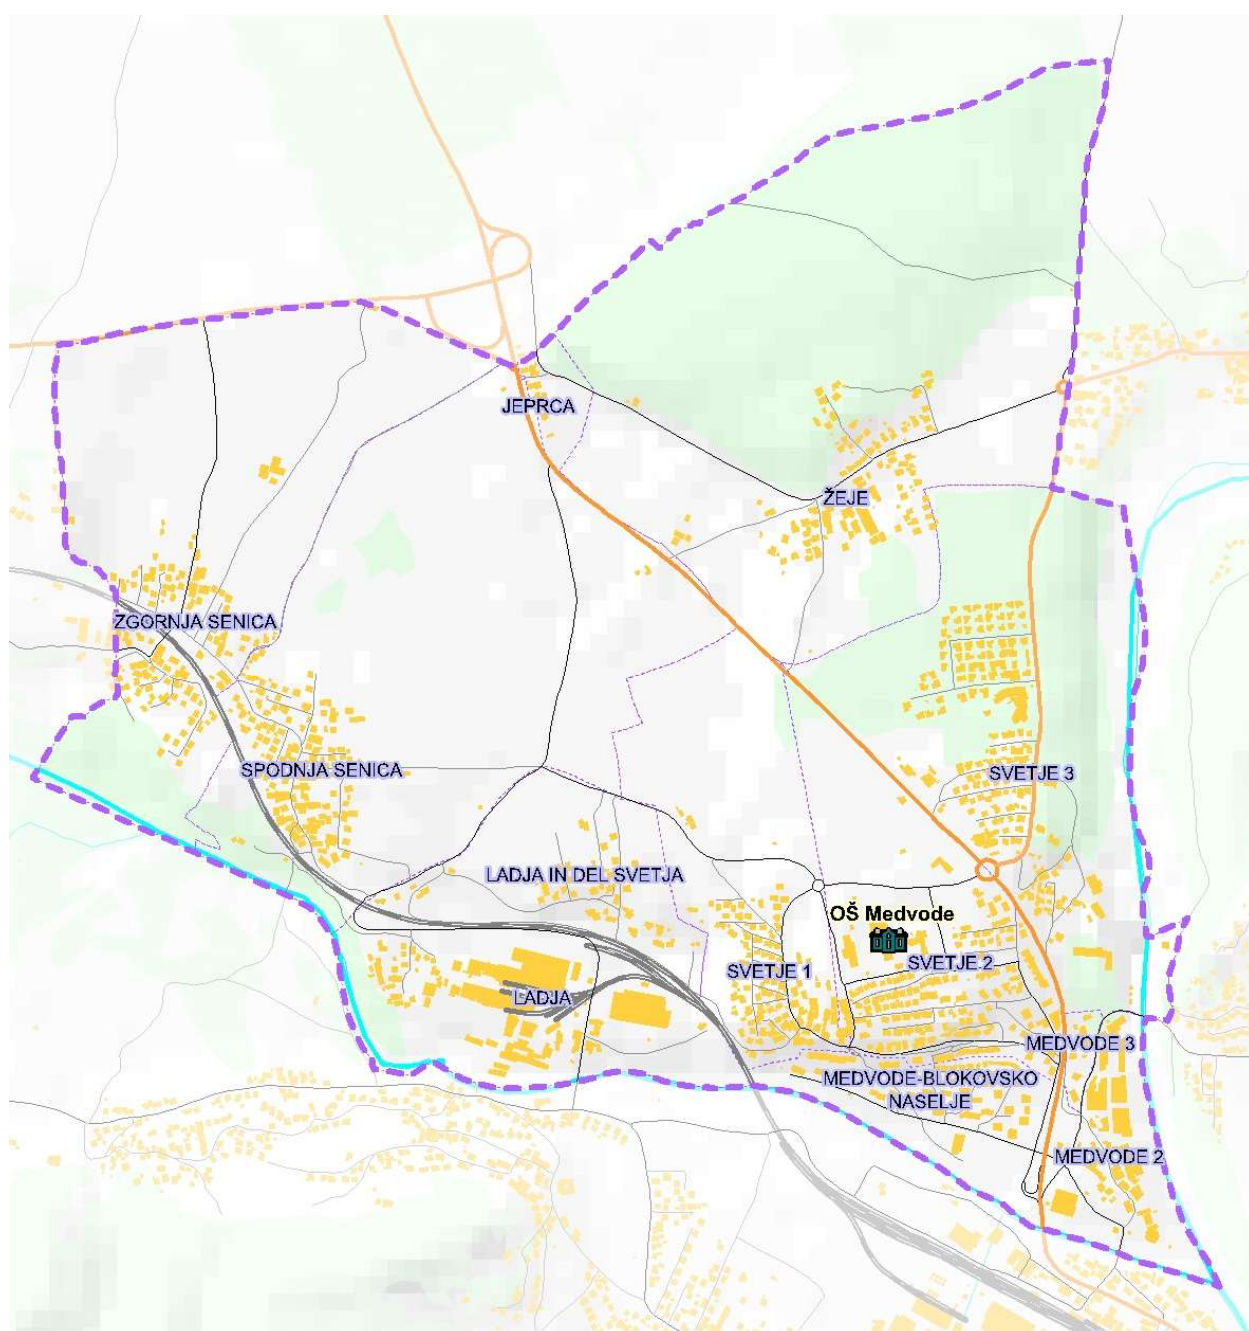 JEPRCA
ŽEJE
ZGORNJA SENICA
SPODNJA SENICA
SVETJE 3
LADJA IN DEL SVETJA
OŠ Medvode
SVETJE 1
SVETJE 2
LADJA
MEDVODE 3
MEDVODE-BLOKOVSKO
NASELJE
MEDVODE 2